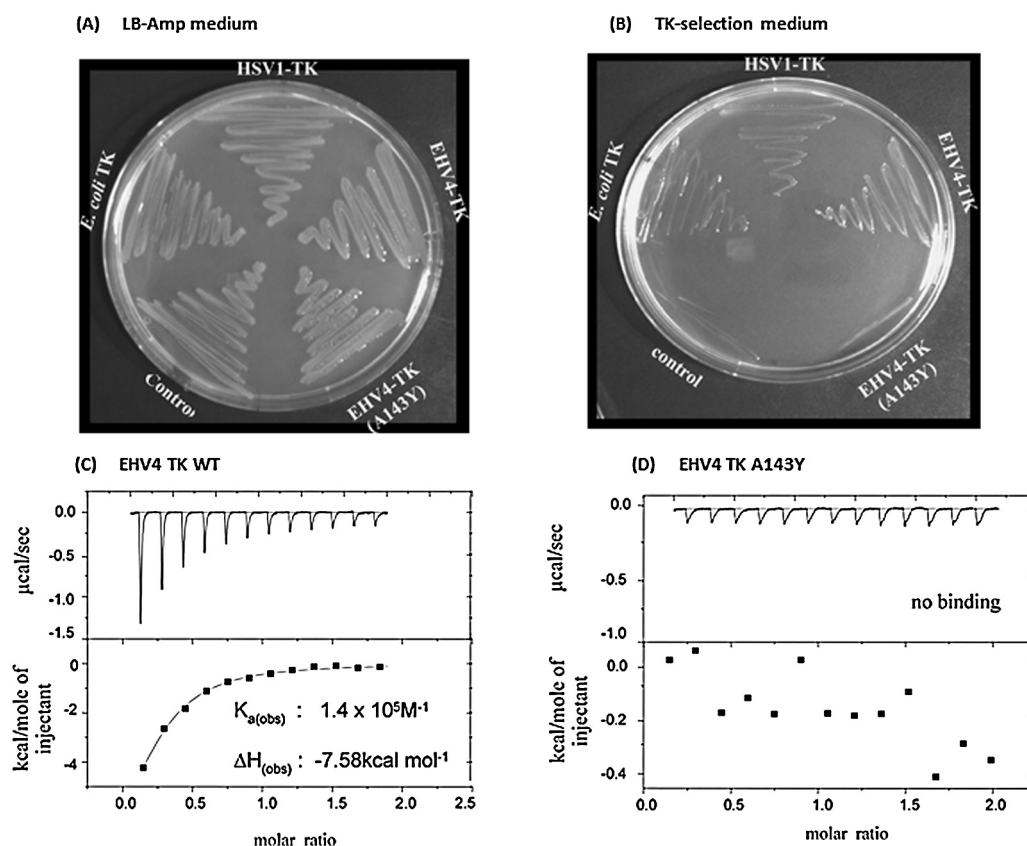 (A) LB-Amp medium
HSV1-TK
E. coli TK
EHV4-TK
Contro
EHV4-TK
(A143Y)
(B) TK-selection medium
HSV1-TK
E. coli TK
EHV4-TK
control
EHV4-TK
(A143Y)
(C) EHV4 TK WT
0.0
-0.5
-1.0
-1.5
µcal/sec
0
-2
-4
kcal/mole of
injectant
Ka(obs) : 1.4 x 10⁵M⁻¹
ΔH(obs) : -7.58kcal mol⁻¹
0.0 0.5 1.0 1.5 2.0 2.5
molar ratio
(D) EHV4 TK A143Y
0.0
-0.5
-1.0
µcal/sec
no binding
0.0
-0.2
-0.4
kcal/mole of
injectant
0.0 0.5 1.0 1.5 2.0
molar ratio